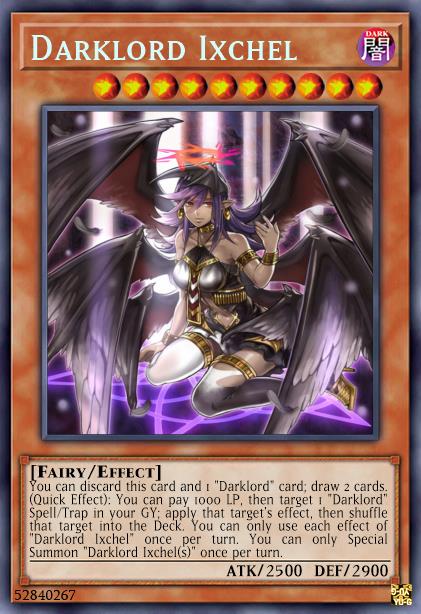 Darklord Ixchel
DARK
闇
[Fairy/Effect]
You can discard this card and 1 "Darklord" card; draw 2 cards.
(Quick Effect): You can pay 1000 LP, then target 1 "Darklord"
Spell/Trap in your GY; apply that target's effect, then shuffle
that target into the Deck. You can only use each effect of
"Darklord Ixchel" once per turn. You can only Special
Summon "Darklord Ixchel(s)" once per turn.
ATK/2500 DEF/2900
52840267